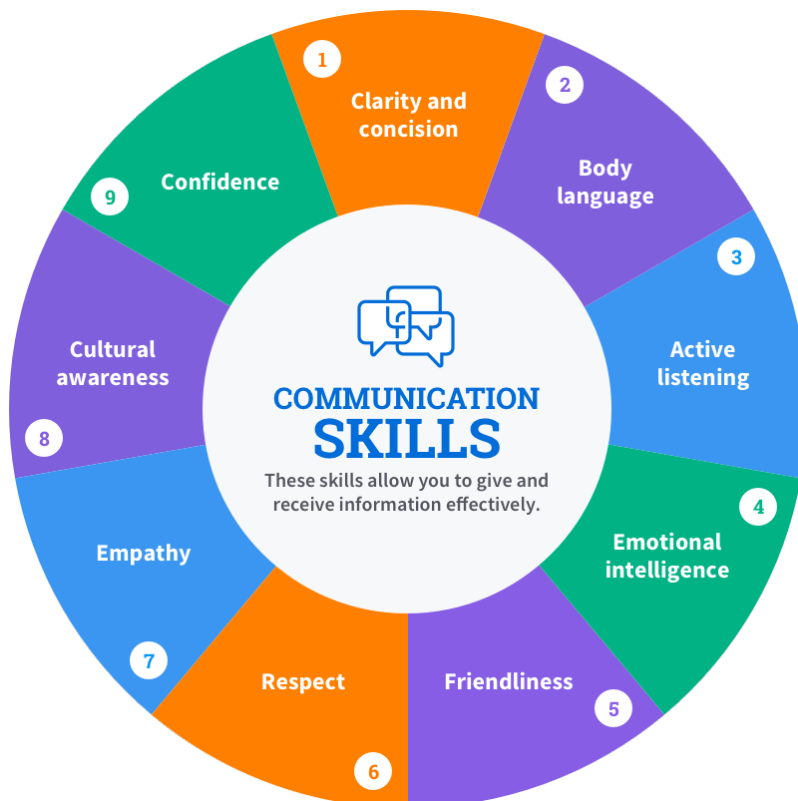 COMMUNICATION
SKILLS
These skills allow you to give and
receive information effectively.
1
Clarity and
concision
2
Body
language
3
Active
listening
4
Emotional
intelligence
5
Friendliness
6
Respect
7
Empathy
8
Cultural
awareness
9
Confidence